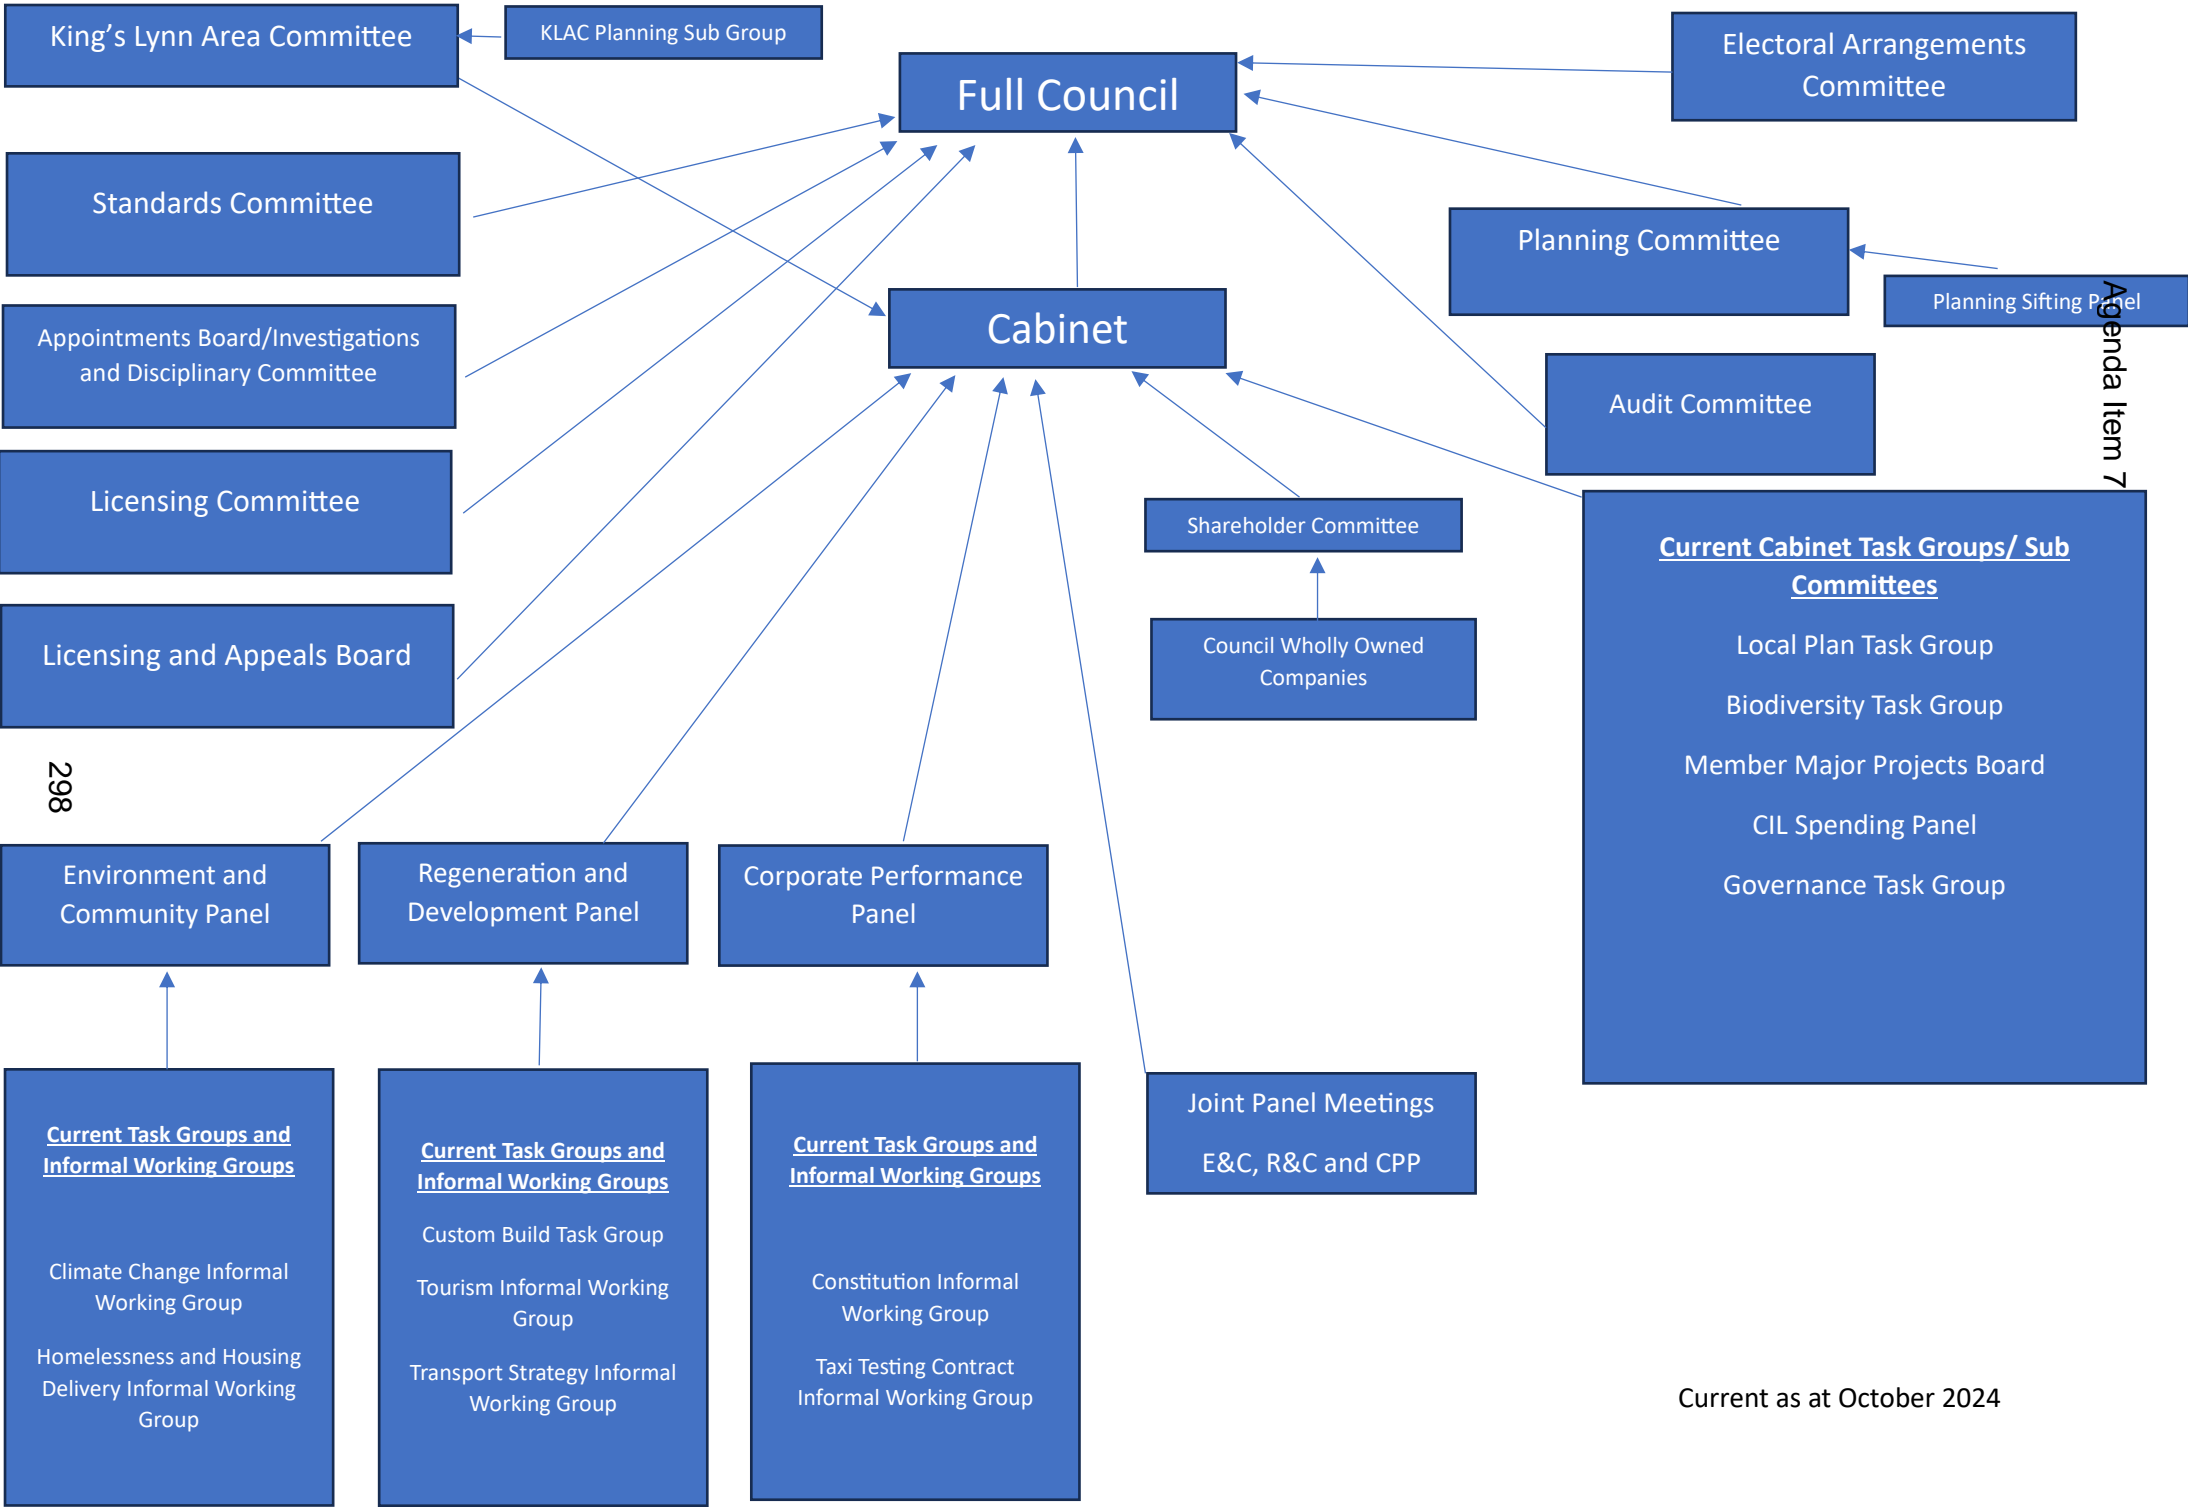 King’s Lynn Area Committee
KLAC Planning Sub Group
Full Council
Electoral Arrangements
Committee
Standards Committee
Planning Committee
Planning Sifting Panel
Agenda Item 7
Appointments Board/Investigations
and Disciplinary Committee
Cabinet
Audit Committee
Licensing Committee
Shareholder Committee
Council Wholly Owned
Companies
Licensing and Appeals Board
Current Cabinet Task Groups/ Sub
Committees
Local Plan Task Group
Biodiversity Task Group
Member Major Projects Board
CIL Spending Panel
Governance Task Group
298
Environment and
Community Panel
Regeneration and
Development Panel
Corporate Performance
Panel
Current Task Groups and
Informal Working Groups
Climate Change Informal
Working Group
Homelessness and Housing
Delivery Informal Working
Group
Current Task Groups and
Informal Working Groups
Custom Build Task Group
Tourism Informal Working
Group
Transport Strategy Informal
Working Group
Current Task Groups and
Informal Working Groups
Constitution Informal
Working Group
Taxi Testing Contract
Informal Working Group
Joint Panel Meetings
E&C, R&C and CPP
Current as at October 2024